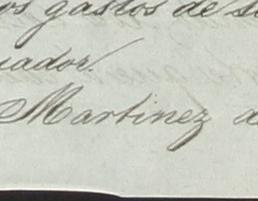 os gastos de s
uador.
Martinez d